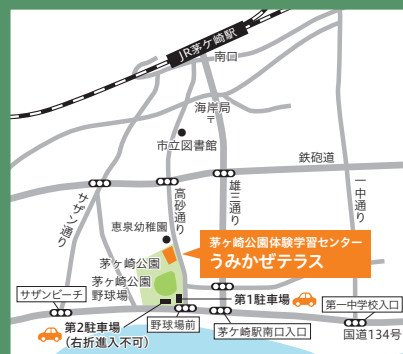 JR茅ケ崎駅
南口
海岸局
〒
市立図書館
鉄砲道
サザン通り
高砂通り
雄三通り
一中通り
恵泉幼稚園
茅ヶ崎公園体験学習センター
うみかぜテラス
茅ヶ崎公園
茅ヶ崎公園
野球場
サザンビーチ
第1駐車場
第一中学校入口
第2駐車場
(右折進入不可)
野球場前
茅ケ崎駅南口入口
国道134号